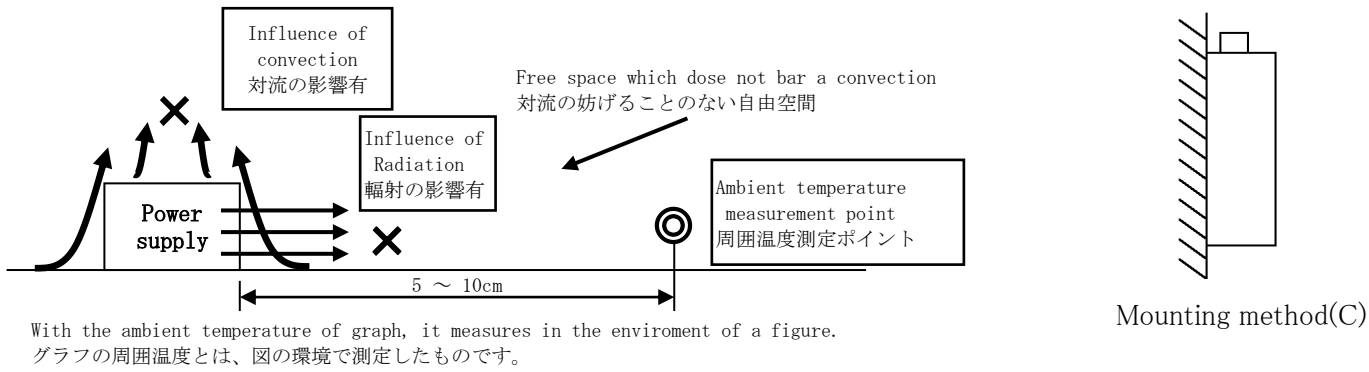 Influence of
convection
対流の影響有
Free space which dose not bar a convection
対流の妨げることのない自由空間
Influence of
Radiation
輻射の影響有
Power
supply
Ambient temperature
measurement point
周囲温度測定ポイント
5 ～ 10cm
With the ambient temperature of graph, it measures in the enviroment of a figure.
グラフの周囲温度とは、図の環境で測定したものです。
Mounting method(C)